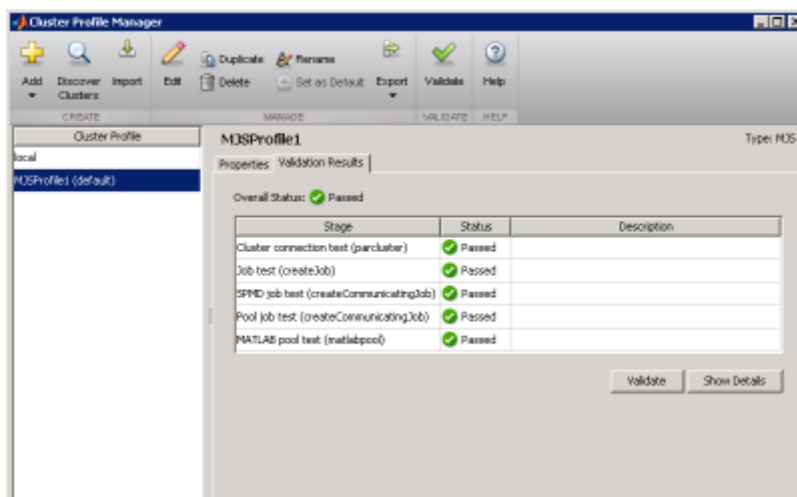 Cluster Profile Manager
Add
Discover Clusters
Import
Edit
Duplicate
Delete
Rename
Set as Default
Export
Validate
Help
CREATE
MANAGE
VALIDATE
HELP
Cluster Profile
local
MJSProfile1 (default)
MJSProfile1
Type: MJS
Properties
Validation Results
Overall Status: Passed
Stage Status Description
Cluster connection test (parcluster) Passed
Job test (createJob) Passed
SPMD job test (createCommunicatingJob) Passed
Pool job test (createCommunicatingJob) Passed
MATLAB pool test (matlabpool) Passed
Validate
Show Details